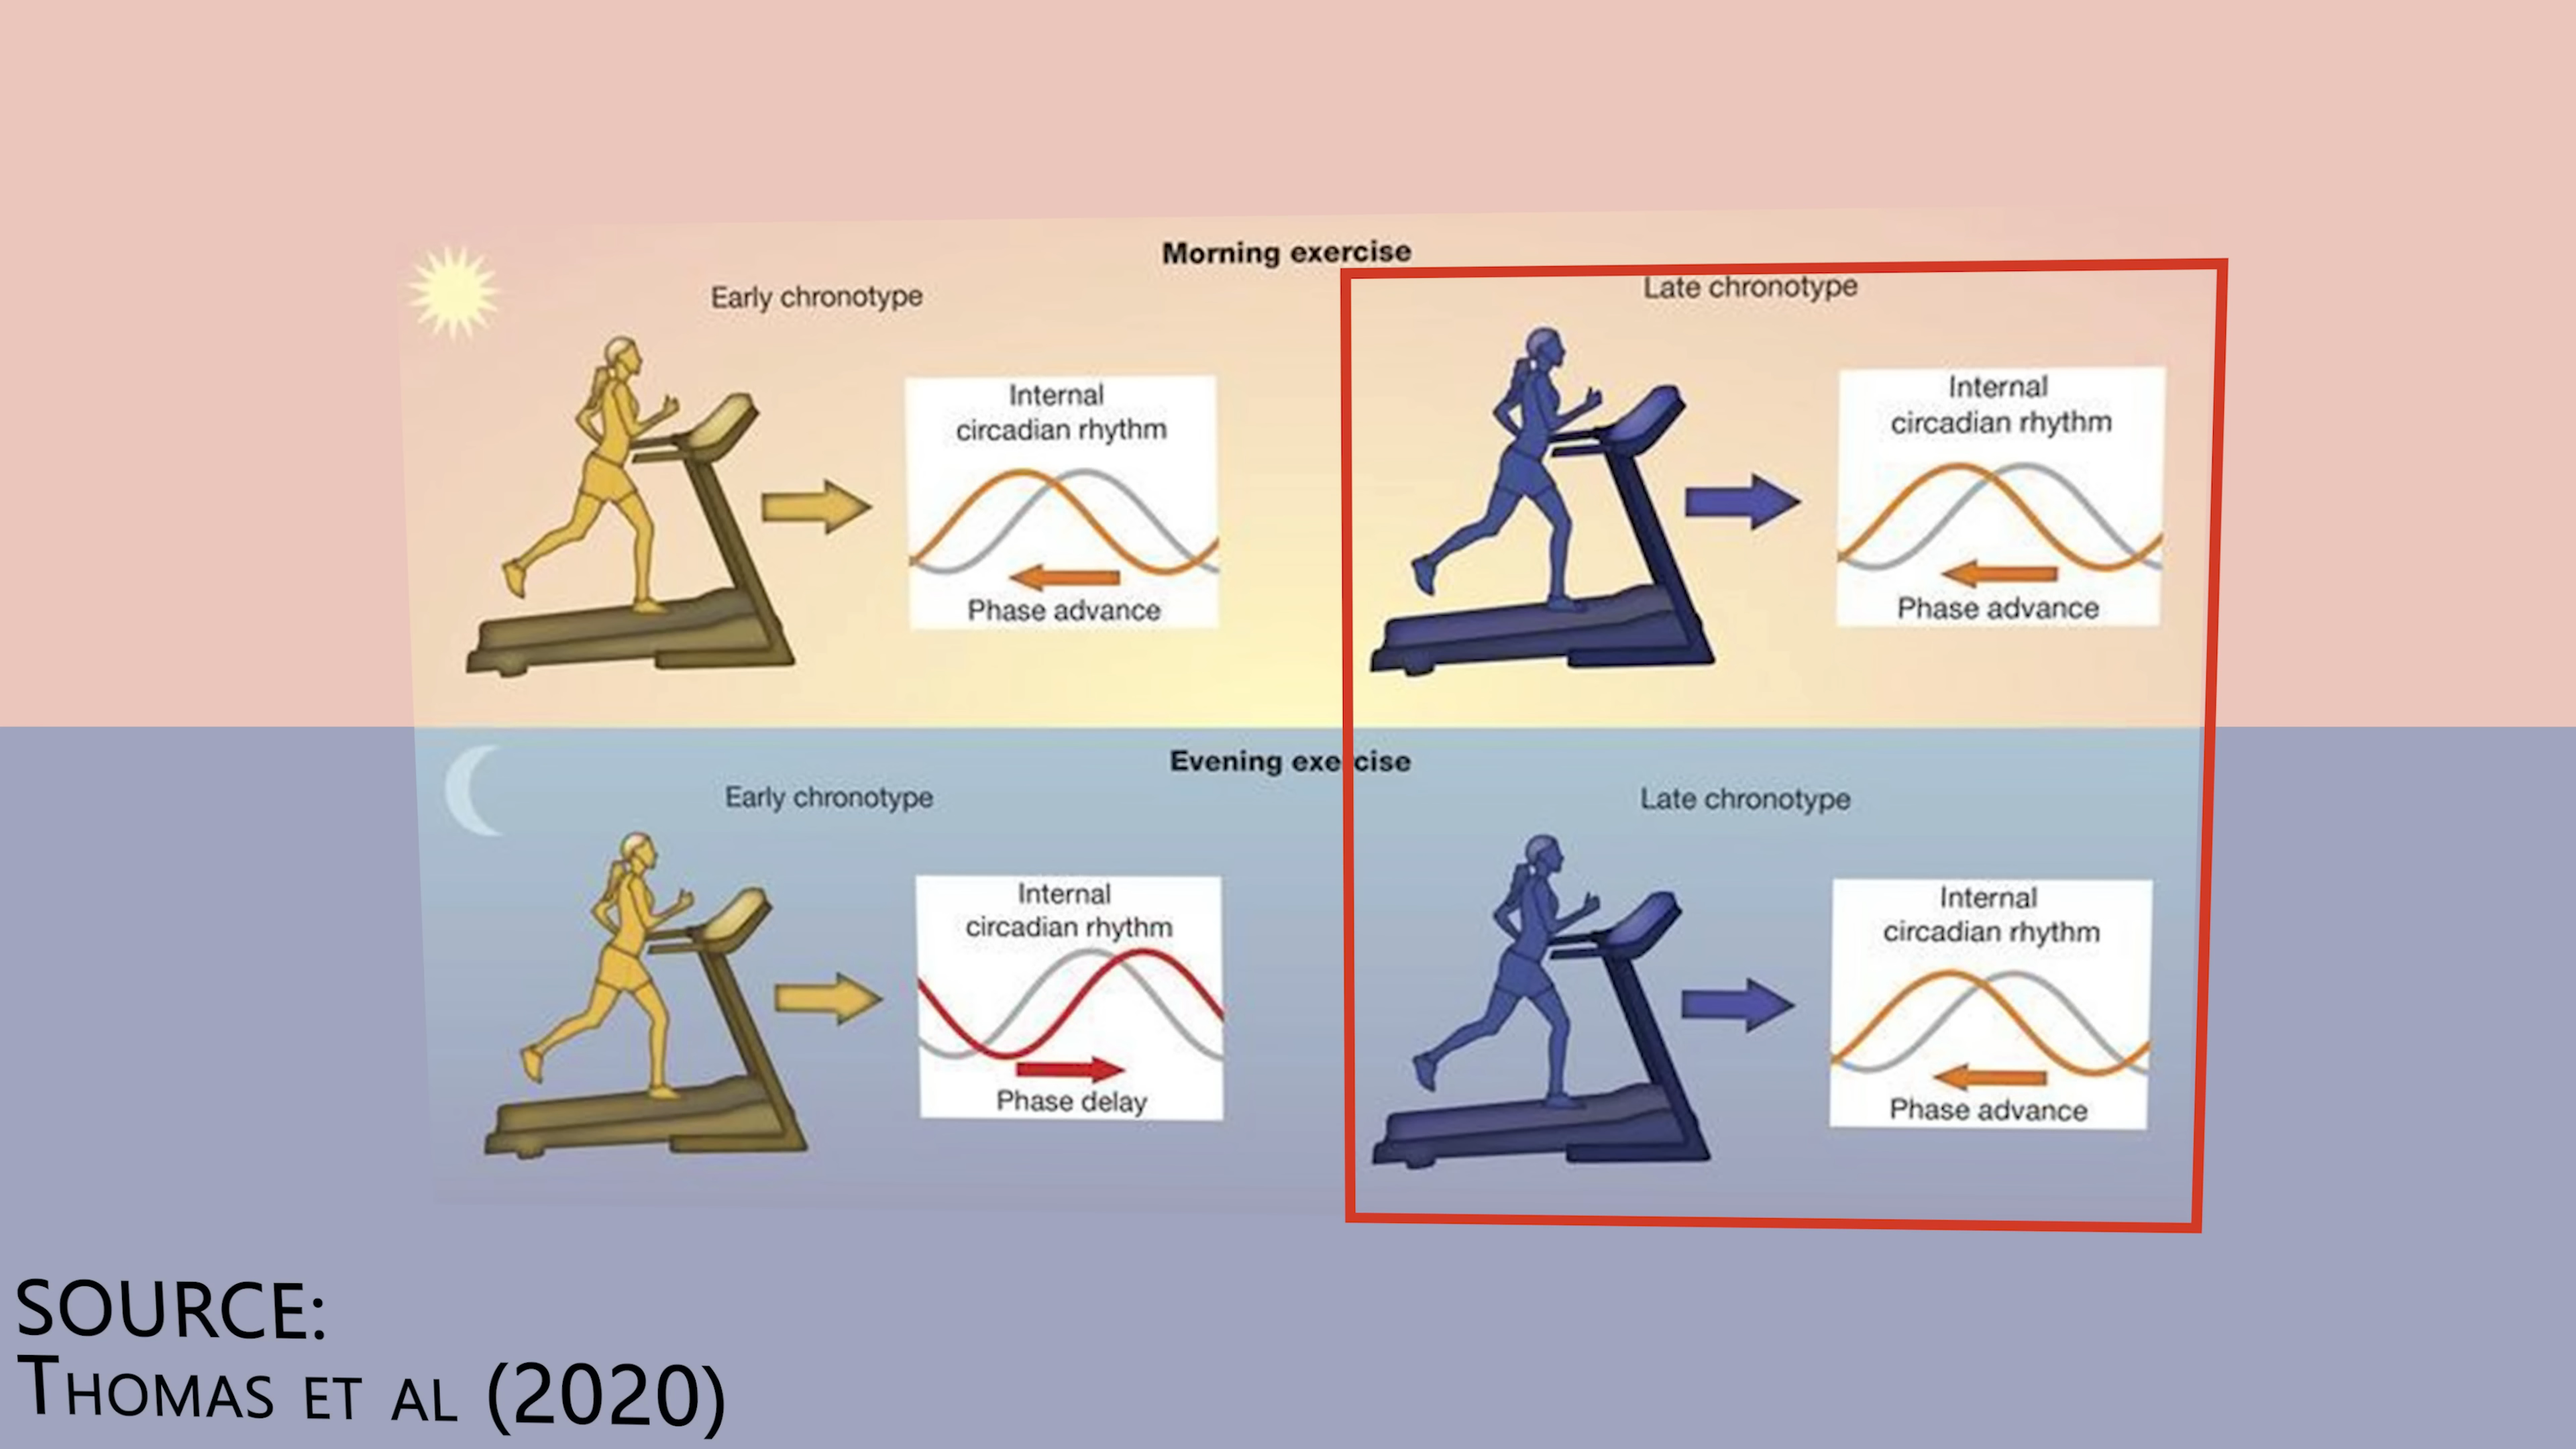 Morning exercise
Early chronotype
Late chronotype
Internal
circadian rhythm
Phase advance
Internal
circadian rhythm
Phase advance
Evening exercise
Early chronotype
Late chronotype
Internal
circadian rhythm
Phase delay
Internal
circadian rhythm
Phase advance
SOURCE:
THOMAS ET AL (2020)